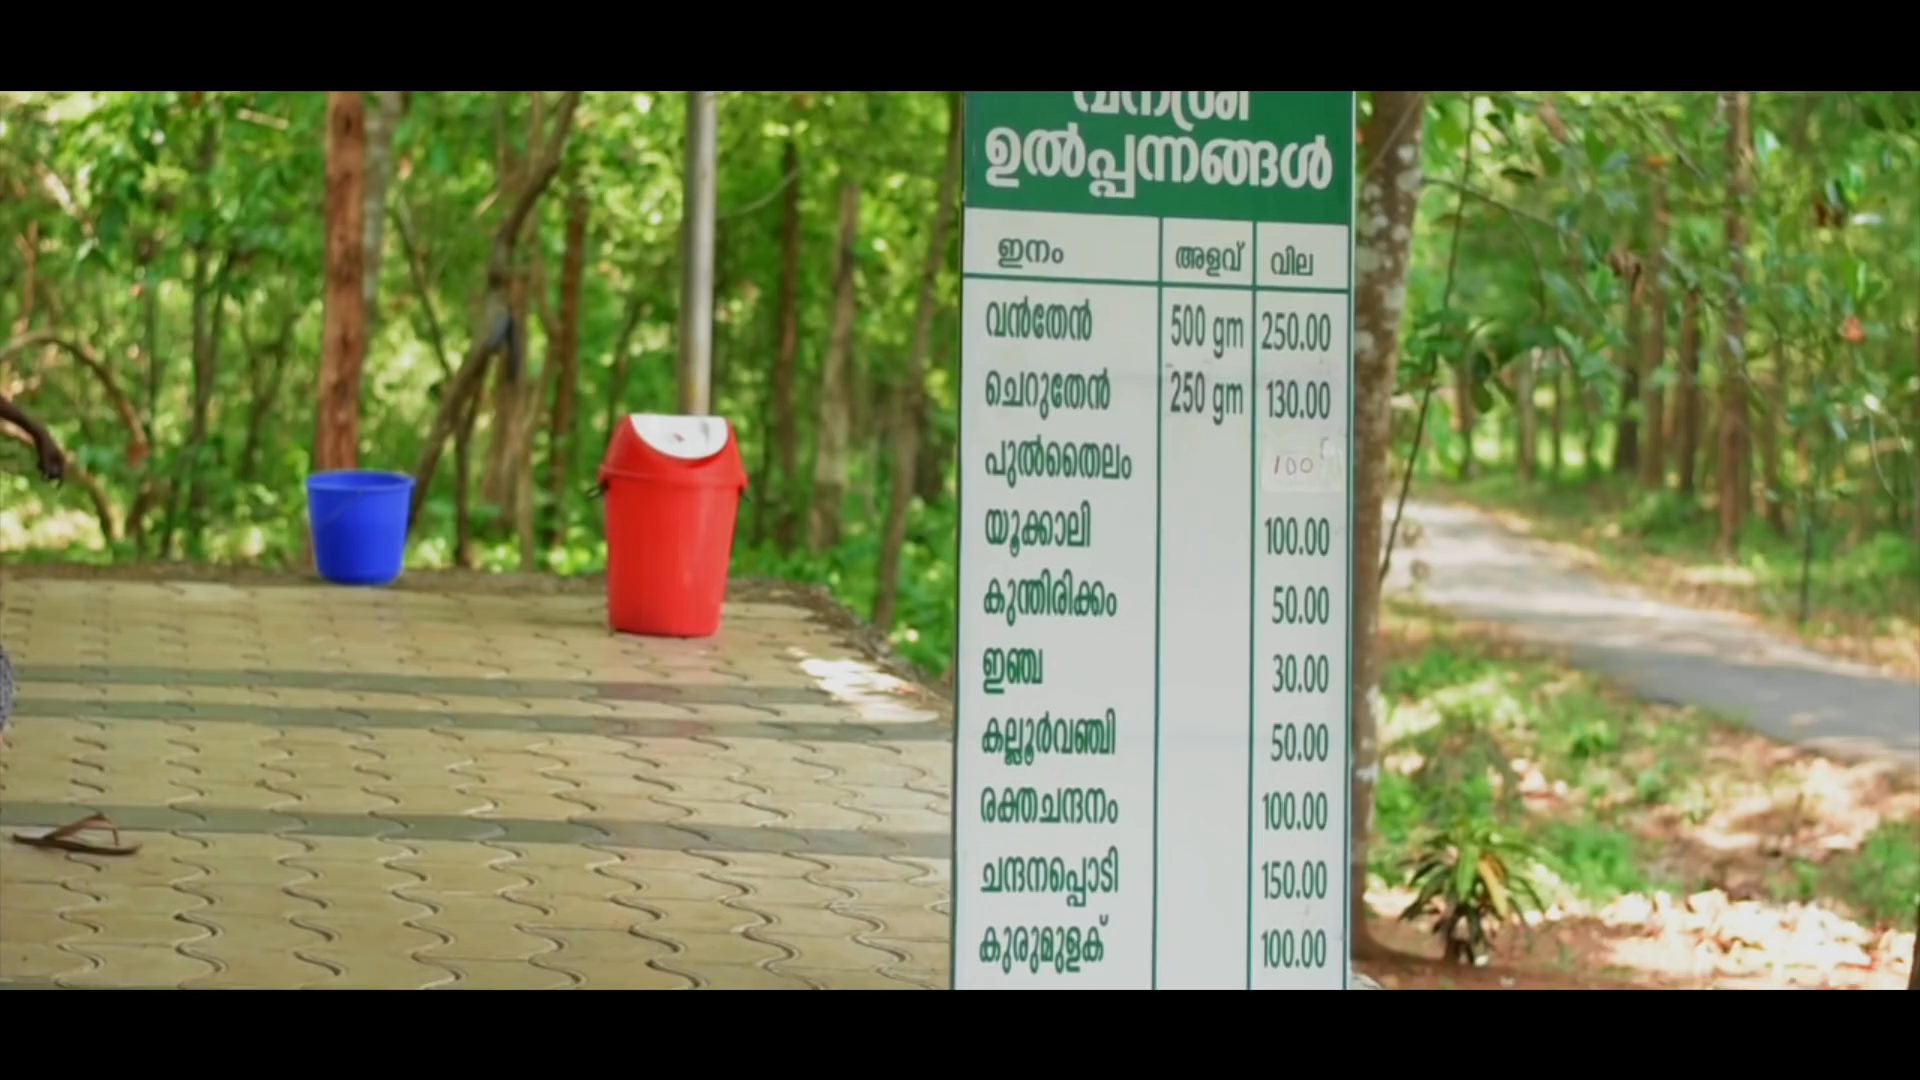 വനശ്രീ
ഉൽപ്പന്നങ്ങൾ
ഇനം അളവ് വില
വൻതേൻ 500 gm 250.00
ചെറുതേൻ 250 gm 130.00
പുൽതൈലം 100
യൂക്കാലി 100.00
കുന്തിരിക്കം 50.00
ഇഞ്ച 30.00
കല്ലൂർവഞ്ചി 50.00
രക്തചന്ദനം 100.00
ചന്ദനപ്പൊടി 150.00
കുരുമുളക് 100.00